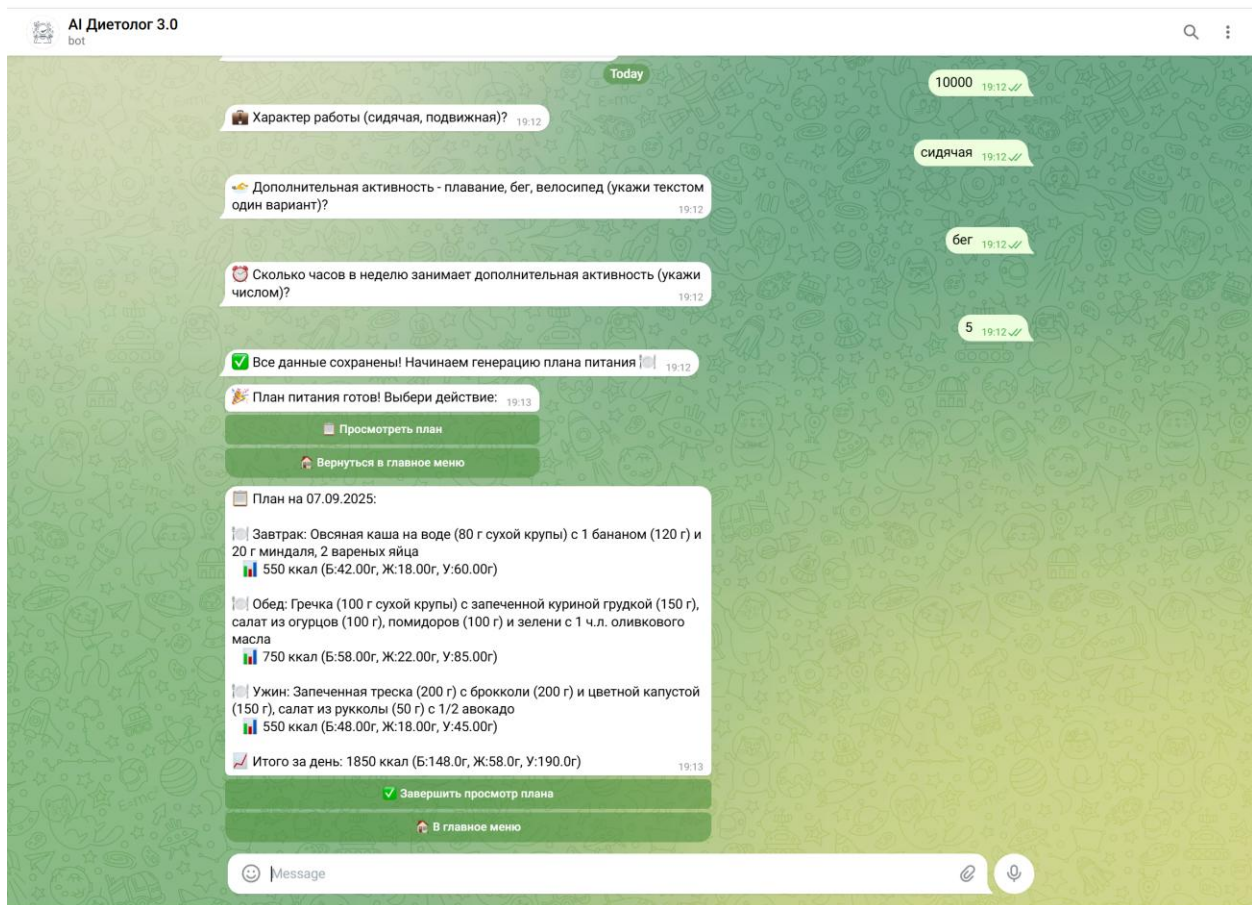 AI Диетолог 3.0
bot
Today
10000 19:12
💼 Характер работы (сидячая, подвижная)? 19:12
сидячая 19:12
Дополнительная активность - плавание, бег, велосипед (укажи текстом
один вариант)? 19:12
бег 19:12
⏰ Сколько часов в неделю занимает дополнительная активность (укажи
числом)? 19:12
5 19:12
✅ Все данные сохранены! Начинаем генерацию плана питания 🍽 19:12
🎉 План питания готов! Выбери действие: 19:13
📋 Просмотреть план
🏠 Вернуться в главное меню
📋 План на 07.09.2025:
🍽 Завтрак: Овсяная каша на воде (80 г сухой крупы) с 1 бананом (120 г) и
20 г миндаля, 2 вареных яйца
📊 550 ккал (Б:42.00г, Ж:18.00г, У:60.00г)
🍽 Обед: Гречка (100 г сухой крупы) с запеченной куриной грудкой (150 г),
салат из огурцов (100 г), помидоров (100 г) и зелени с 1 ч.л. оливкового
масла
📊 750 ккал (Б:58.00г, Ж:22.00г, У:85.00г)
🍽 Ужин: Запеченная треска (200 г) с брокколи (200 г) и цветной капустой
(150 г), салат из рукколы (50 г) с 1/2 авокадо
📊 550 ккал (Б:48.00г, Ж:18.00г, У:45.00г)
📈 Итого за день: 1850 ккал (Б:148.0г, Ж:58.0г, У:190.0г) 19:13
✅ Завершить просмотр плана
🏠 В главное меню
Message